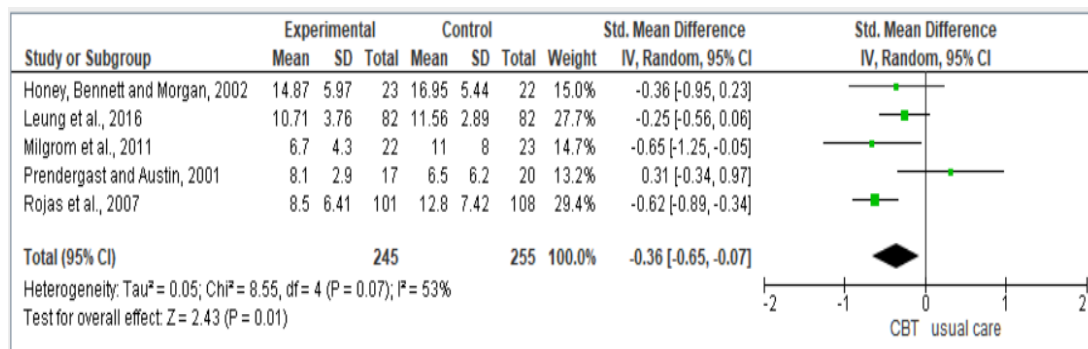 Experimental Control Std. Mean Difference Std. Mean Difference
Study or Subgroup Mean SD Total Mean SD Total Weight IV, Random, 95% CI IV, Random, 95% CI
Honey, Bennett and Morgan, 2002 14.87 5.97 23 16.95 5.44 22 15.0% -0.36 [-0.95, 0.23]
Leung et al., 2016 10.71 3.76 82 11.56 2.89 82 27.7% -0.25 [-0.56, 0.06]
Milgrom et al., 2011 6.7 4.3 22 11 8 23 14.7% -0.65 [-1.25, -0.05]
Prendergast and Austin, 2001 8.1 2.9 17 6.5 6.2 20 13.2% 0.31 [-0.34, 0.97]
Rojas et al., 2007 8.5 6.41 101 12.8 7.42 108 29.4% -0.62 [-0.89, -0.34]
Total (95% CI) 245 255 100.0% -0.36 [-0.65, -0.07]
Heterogeneity: Tau² = 0.05; Chi² = 8.55, df = 4 (P = 0.07); I² = 53%
Test for overall effect: Z = 2.43 (P = 0.01)
-2 -1 0 1 2
CBT usual care